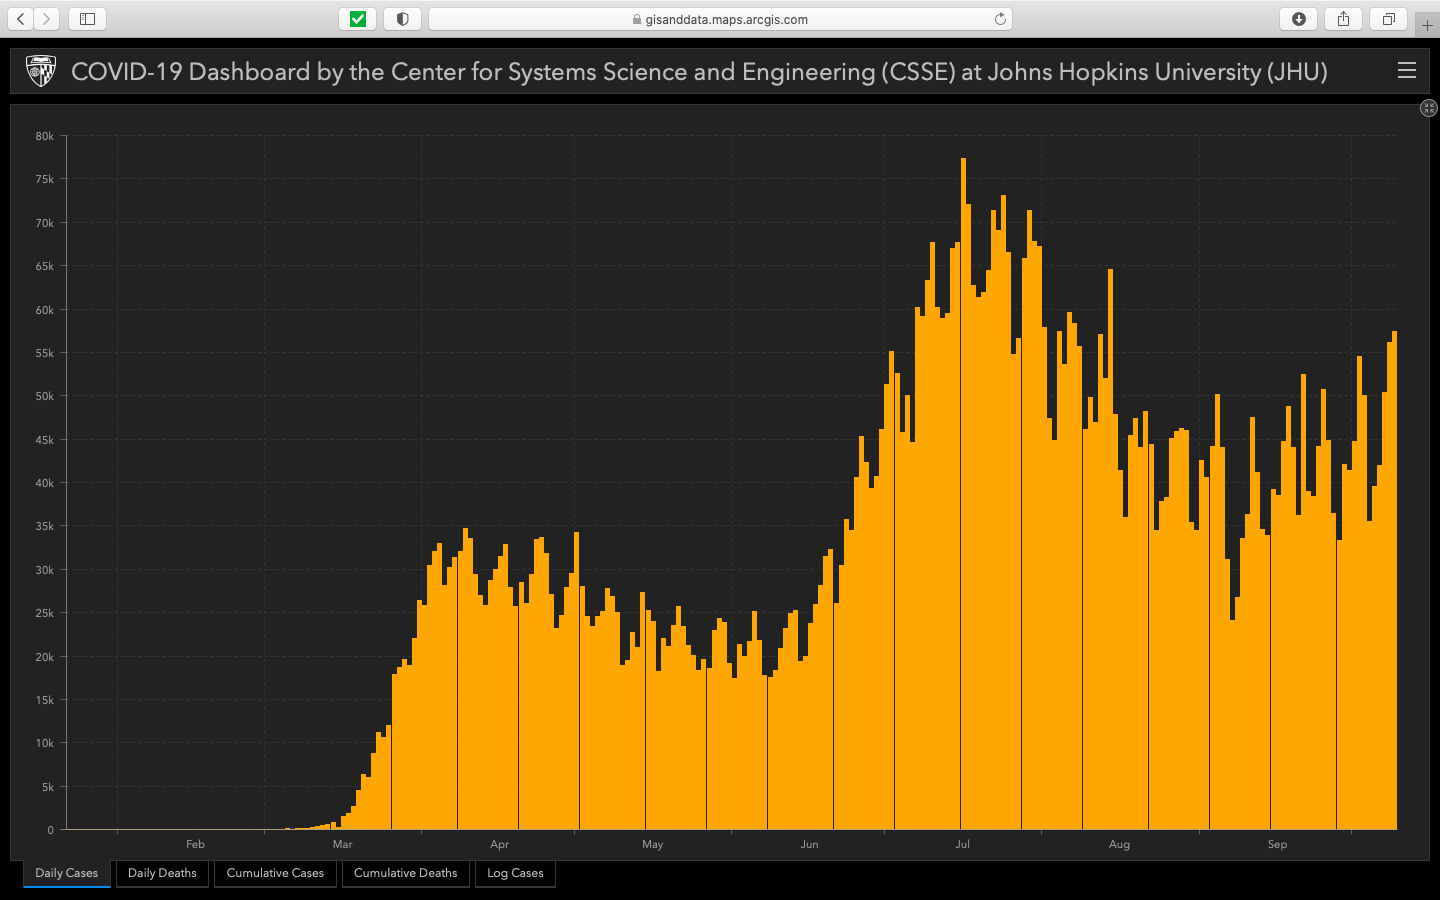 gisanddata.maps.arcgis.com
COVID-19 Dashboard by the Center for Systems Science and Engineering (CSSE) at Johns Hopkins University (JHU)
80k
75k
70k
65k
60k
55k
50k
45k
40k
35k
30k
25k
20k
15k
10k
5k
0
Feb Mar Apr May Jun Jul Aug Sep
Daily Cases Daily Deaths Cumulative Cases Cumulative Deaths Log Cases